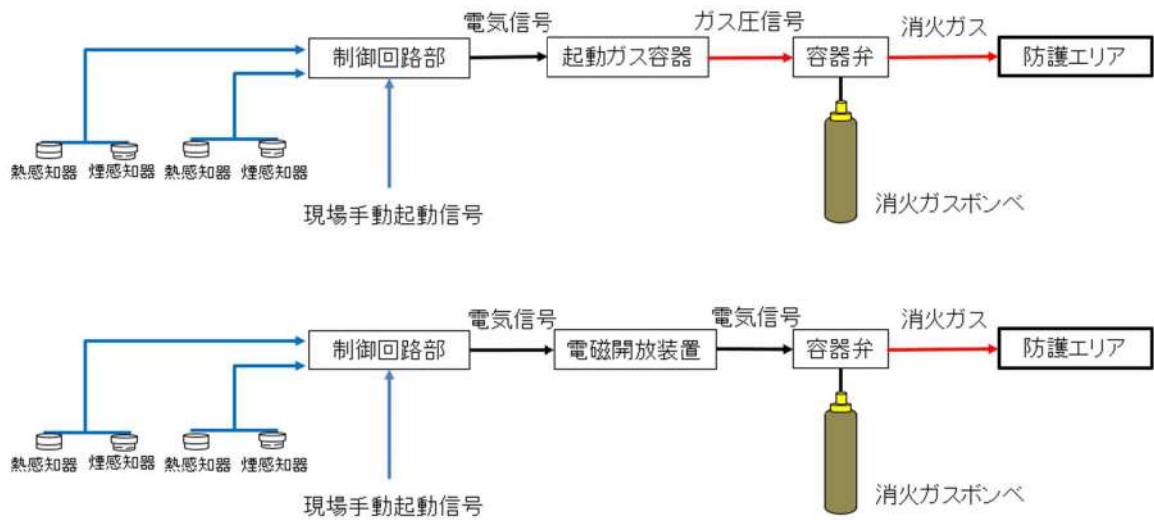 電気信号
ガス圧信号
消火ガス
制御回路部
起動ガス容器
容器弁
防護エリア
熱感知器
煙感知器
熱感知器
煙感知器
現場手動起動信号
消火ガスボンベ
電気信号
電気信号
消火ガス
制御回路部
電磁開放装置
容器弁
防護エリア
熱感知器
煙感知器
熱感知器
煙感知器
現場手動起動信号
消火ガスボンベ